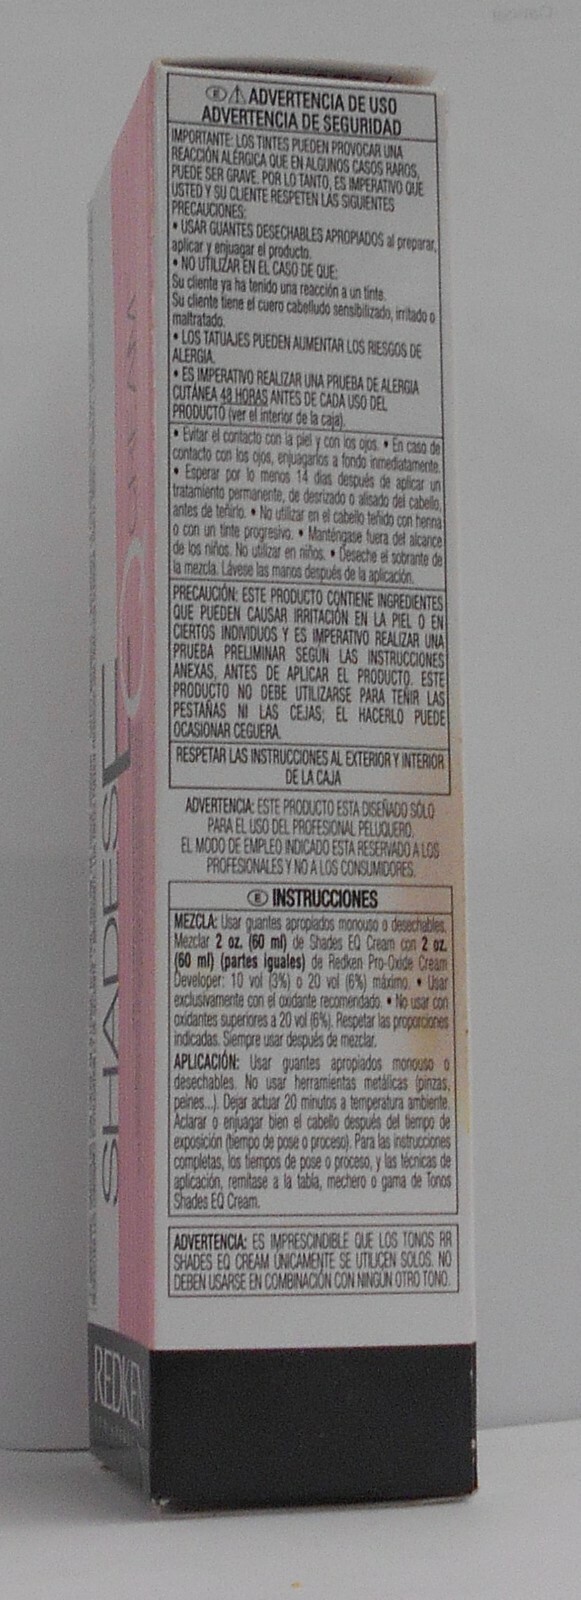 Ⓔ⚠ ADVERTENCIA DE USO
ADVERTENCIA DE SEGURIDAD
IMPORTANTE: LOS TINTES PUEDEN PROVOCAR UNA
REACCIÓN ALÉRGICA QUE EN ALGUNOS CASOS RAROS,
PUEDE SER GRAVE. POR LO TANTO, ES IMPERATIVO QUE
USTED Y SU CLIENTE RESPETEN LAS SIGUIENTES
PRECAUCIONES:
• USAR GUANTES DESECHABLES APROPIADOS al preparar,
aplicar y enjuagar el producto.
• NO UTILIZAR EN EL CASO DE QUE:
Su cliente ya ha tenido una reacción a un tinte.
Su cliente tiene el cuero cabelludo sensibilizado, irritado o
maltratado.
• LOS TATUAJES PUEDEN AUMENTAR LOS RIESGOS DE
ALERGIA.
• ES IMPERATIVO REALIZAR UNA PRUEBA DE ALERGIA
CUTÁNEA 48 HORAS ANTES DE CADA USO DEL
PRODUCTO (ver el interior de la caja).
• Evitar el contacto con la piel y con los ojos. • En caso de
contacto con los ojos, enjuagarlos a fondo inmediatamente.
• Esperar por lo menos 14 días después de aplicar un
tratamiento permanente, de desrizado o alisado del cabello,
antes de teñirlo. • No utilizar en el cabello teñido con henna
o con un tinte progresivo. • Manténgase fuera del alcance
de los niños. No utilizar en niños. • Deseche el sobrante de
la mezcla. Lávese las manos después de la aplicación.
PRECAUCIÓN: ESTE PRODUCTO CONTIENE INGREDIENTES
QUE PUEDEN CAUSAR IRRITACIÓN EN LA PIEL O EN
CIERTOS INDIVIDUOS Y ES IMPERATIVO REALIZAR UNA
PRUEBA PRELIMINAR SEGÚN LAS INSTRUCCIONES
ANEXAS, ANTES DE APLICAR EL PRODUCTO. ESTE
PRODUCTO NO DEBE UTILIZARSE PARA TEÑIR LAS
PESTAÑAS NI LAS CEJAS; EL HACERLO PUEDE
OCASIONAR CEGUERA.
RESPETAR LAS INSTRUCCIONES AL EXTERIOR Y INTERIOR
DE LA CAJA
ADVERTENCIA: ESTE PRODUCTO ESTA DISEÑADO SÓLO
PARA EL USO DEL PROFESIONAL PELUQUERO.
EL MODO DE EMPLEO INDICADO ESTA RESERVADO A LOS
PROFESIONALES Y NO A LOS CONSUMIDORES.
Ⓔ INSTRUCCIONES
MEZCLA: Usar guantes apropiados monouso o desechables.
Mezclar 2 oz. (60 ml) de Shades EQ Cream con 2 oz.
(60 ml) (partes iguales) de Redken Pro-Oxide Cream
Developer: 10 vol (3%) o 20 vol (6%) máximo. • Usar
exclusivamente con el oxidante recomendado. • No usar con
oxidantes superiores a 20 vol (6%). Respetar las proporciones
indicadas. Siempre usar después de mezclar.
APLICACIÓN: Usar guantes apropiados monouso o
desechables. No usar herramientas metálicas (pinzas,
peines...). Dejar actuar 20 minutos a temperatura ambiente.
Aclarar o enjuagar bien el cabello después del tiempo de
exposición (tiempo de pose o proceso). Para las instrucciones
completas, los tiempos de pose o proceso, y las técnicas de
aplicación, remítase a la tabla, mechero o gama de Tonos
Shades EQ Cream.
ADVERTENCIA: ES IMPRESCINDIBLE QUE LOS TONOS RR
SHADES EQ CREAM ÚNICAMENTE SE UTILICEN SOLOS. NO
DEBEN USARSE EN COMBINACIÓN CON NINGÚN OTRO TONO.
SHADES EQ CREAM
REDKEN